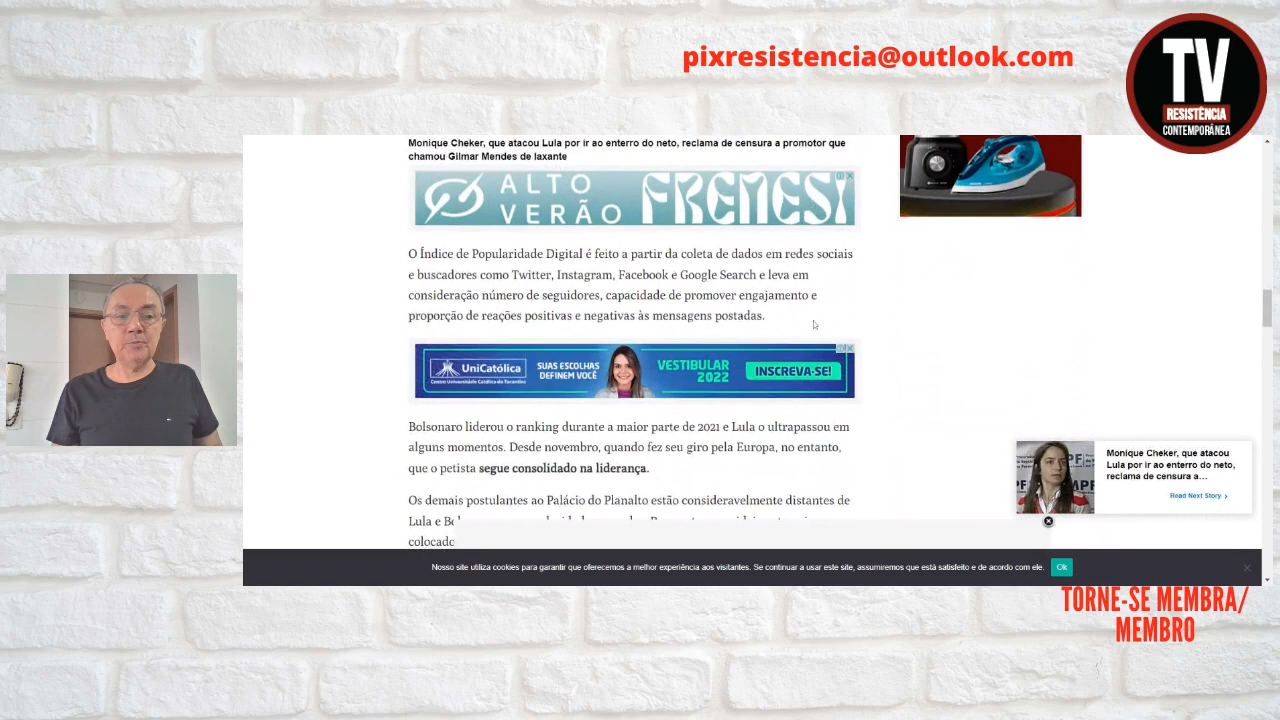 pixresistencia@outlook.com
TV
RESISTÊNCIA
CONTEMPORÂNEA
Monique Cheker, que atacou Lula por ir ao enterro do neto, reclama de censura a promotor que
chamou Gilmar Mendes de laxante
ALTO
VERÃO
FRENESI
O Índice de Popularidade Digital é feito a partir da coleta de dados em redes sociais
e buscadores como Twitter, Instagram, Facebook e Google Search e leva em
consideração número de seguidores, capacidade de promover engajamento e
proporção de reações positivas e negativas às mensagens postadas.
UniCatólica
Centro Universitário Católica do Tocantins
SUAS ESCOLHAS
DEFINEM VOCÊ
VESTIBULAR
2022
INSCREVA-SE!
Bolsonaro liderou o ranking durante a maior parte de 2021 e Lula o ultrapassou em
alguns momentos. Desde novembro, quando fez seu giro pela Europa, no entanto,
que o petista segue consolidado na liderança.
Os demais postulantes ao Palácio do Planalto estão consideravelmente distantes de
Lula e
colocado
Monique Cheker, que atacou
Lula por ir ao enterro do neto,
reclama de censura a...
Read Next Story
Nosso site utiliza cookies para garantir que oferecemos a melhor experiência aos visitantes. Se continuar a usar este site, assumiremos que está satisfeito e de acordo com ele.
Ok
TORNE-SE MEMBRA/
MEMBRO